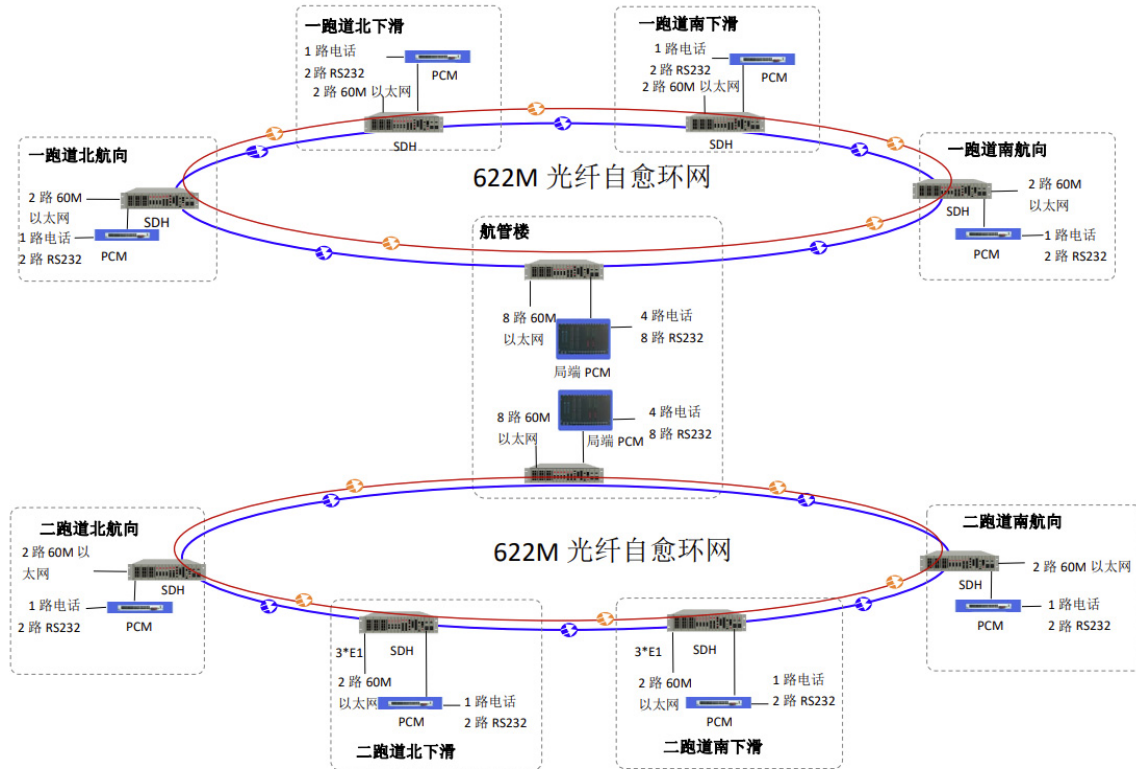 一跑道北下滑
1 路电话
2 路 RS232
2 路 60M 以太网
PCM
SDH
一跑道南下滑
1 路电话
2 路 RS232
2 路 60M 以太网
PCM
SDH
一跑道北航向
2 路 60M
以太网
SDH
1 路电话
2 路 RS232
PCM
622M 光纤自愈环网
一跑道南航向
2 路 60M
以太网
SDH
1 路电话
2 路 RS232
PCM
航管楼
8 路 60M
以太网
4 路电话
8 路 RS232
局端 PCM
8 路 60M
以太网
4 路电话
8 路 RS232
局端 PCM
二跑道北航向
2 路 60M 以
太网
SDH
1 路电话
2 路 RS232
PCM
622M 光纤自愈环网
二跑道南航向
2 路 60M 以太网
SDH
1 路电话
2 路 RS232
PCM
3*E1
SDH
2 路 60M
以太网
1 路电话
2 路 RS232
PCM
二跑道北下滑
3*E1
SDH
2 路 60M
以太网
1 路电话
2 路 RS232
PCM
二跑道南下滑